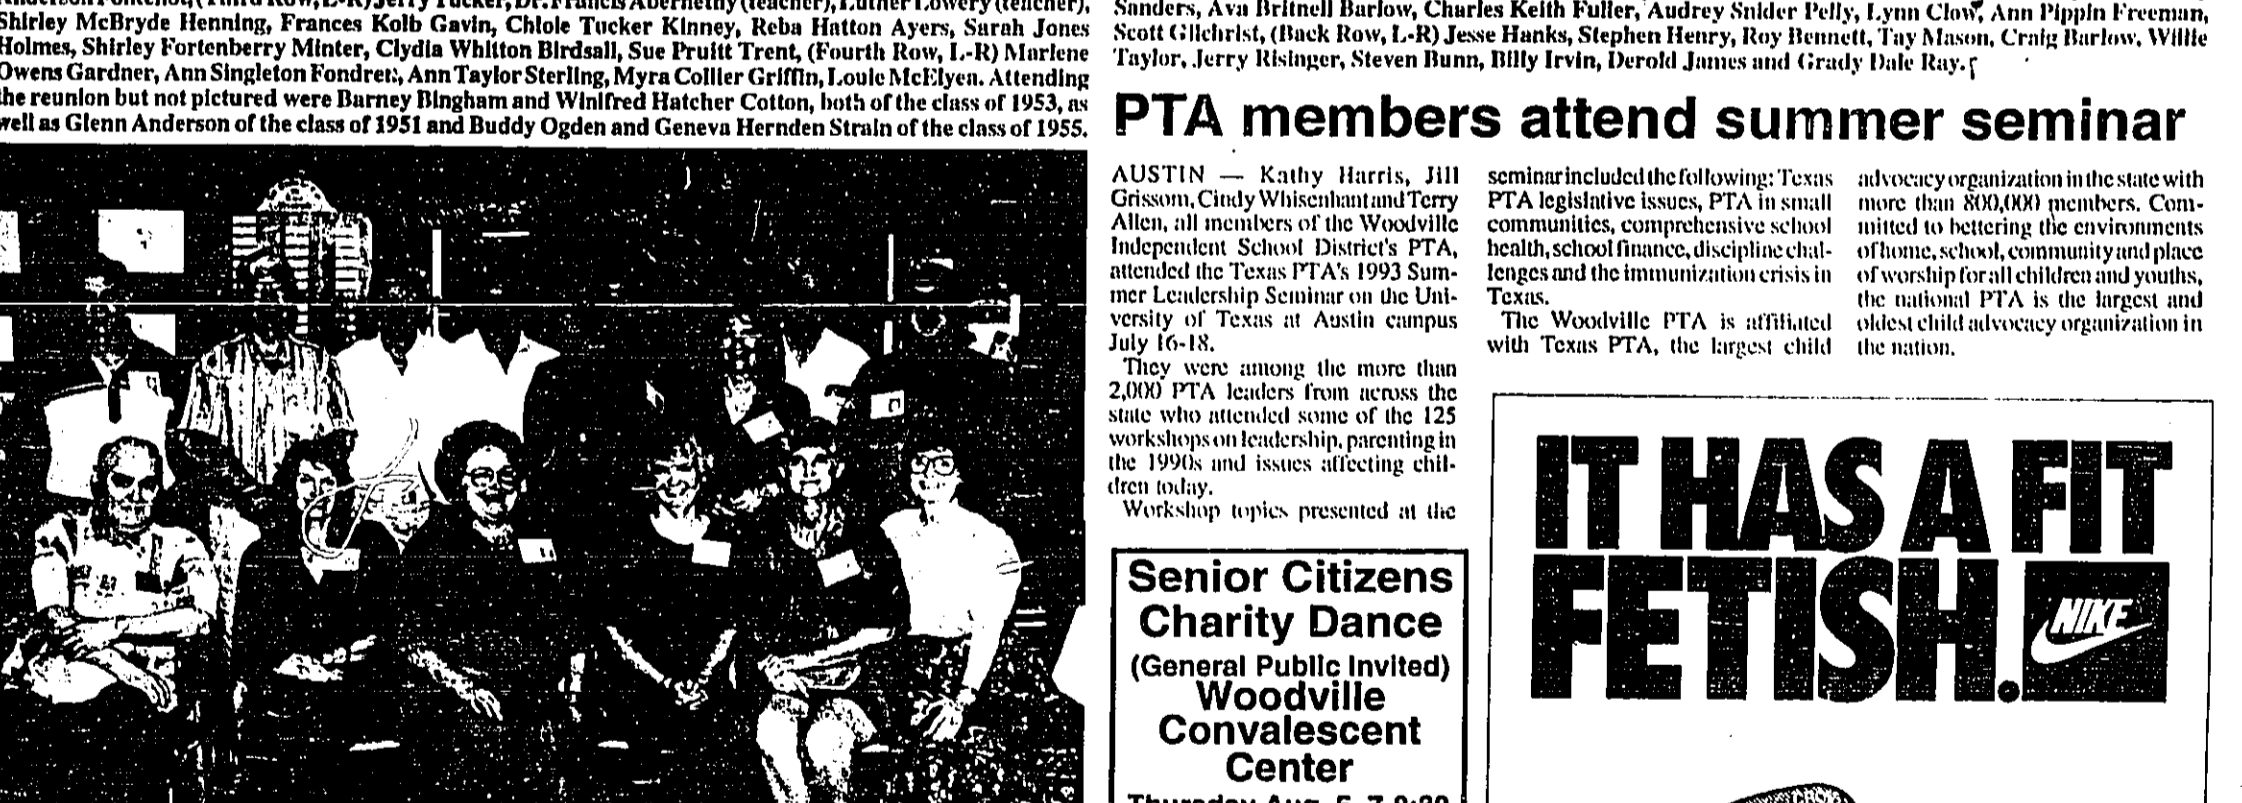 Shirley McBryde Henning, Frances Kolb Gavin, Chlole Tucker Kinney, Reba Hatton Ayers, Sarah Jones
Holmes, Shirley Fortenberry Minter, Clydia Whitton Birdsall, Sue Pruitt Trent, (Fourth Row, L-R) Marlene
Owens Gardner, Ann Singleton Fondren, Ann Taylor Sterling, Myra Collier Griffin, Louie McElyea. Attending
the reunion but not pictured were Barney Bingham and Winifred Hatcher Cotton, both of the class of 1953, as
well as Glenn Anderson of the class of 1951 and Buddy Ogden and Geneva Hernden Strain of the class of 1955.
Sanders, Ava Britnell Barlow, Charles Keith Fuller, Audrey Snider Pelly, Lynn Clow, Ann Pippin Freeman,
Scott Gilchrist, (Back Row, L-R) Jesse Hanks, Stephen Henry, Roy Bennett, Tay Mason, Craig Barlow, Willie
Taylor, Jerry Risinger, Steven Bunn, Billy Irvin, Derold James and Grady Dale Ray.
PTA members attend summer seminar
AUSTIN — Kathy Harris, Jill
Grissom, Cindy Whisenhant and Terry
Allen, all members of the Woodville
Independent School District's PTA,
attended the Texas PTA's 1993 Sum-
mer Leadership Seminar on the Uni-
versity of Texas at Austin campus
July 16-18.
They were among the more than
2,000 PTA leaders from across the
state who attended some of the 125
workshops on leadership, parenting in
the 1990s and issues affecting chil-
dren today.
Workshop topics presented at the
seminar included the following: Texas
PTA legislative issues, PTA in small
communities, comprehensive school
health, school finance, discipline chal-
lenges and the immunization crisis in
Texas.
The Woodville PTA is affiliated
with Texas PTA, the largest child
advocacy organization in the state with
more than 800,000 members. Com-
mitted to bettering the environments
of home, school, community and place
of worship for all children and youths,
the national PTA is the largest and
oldest child advocacy organization in
the nation.
Senior Citizens
Charity Dance
(General Public Invited)
Woodville
Convalescent
Center
IT HAS A FIT
FETISH.
NIKE